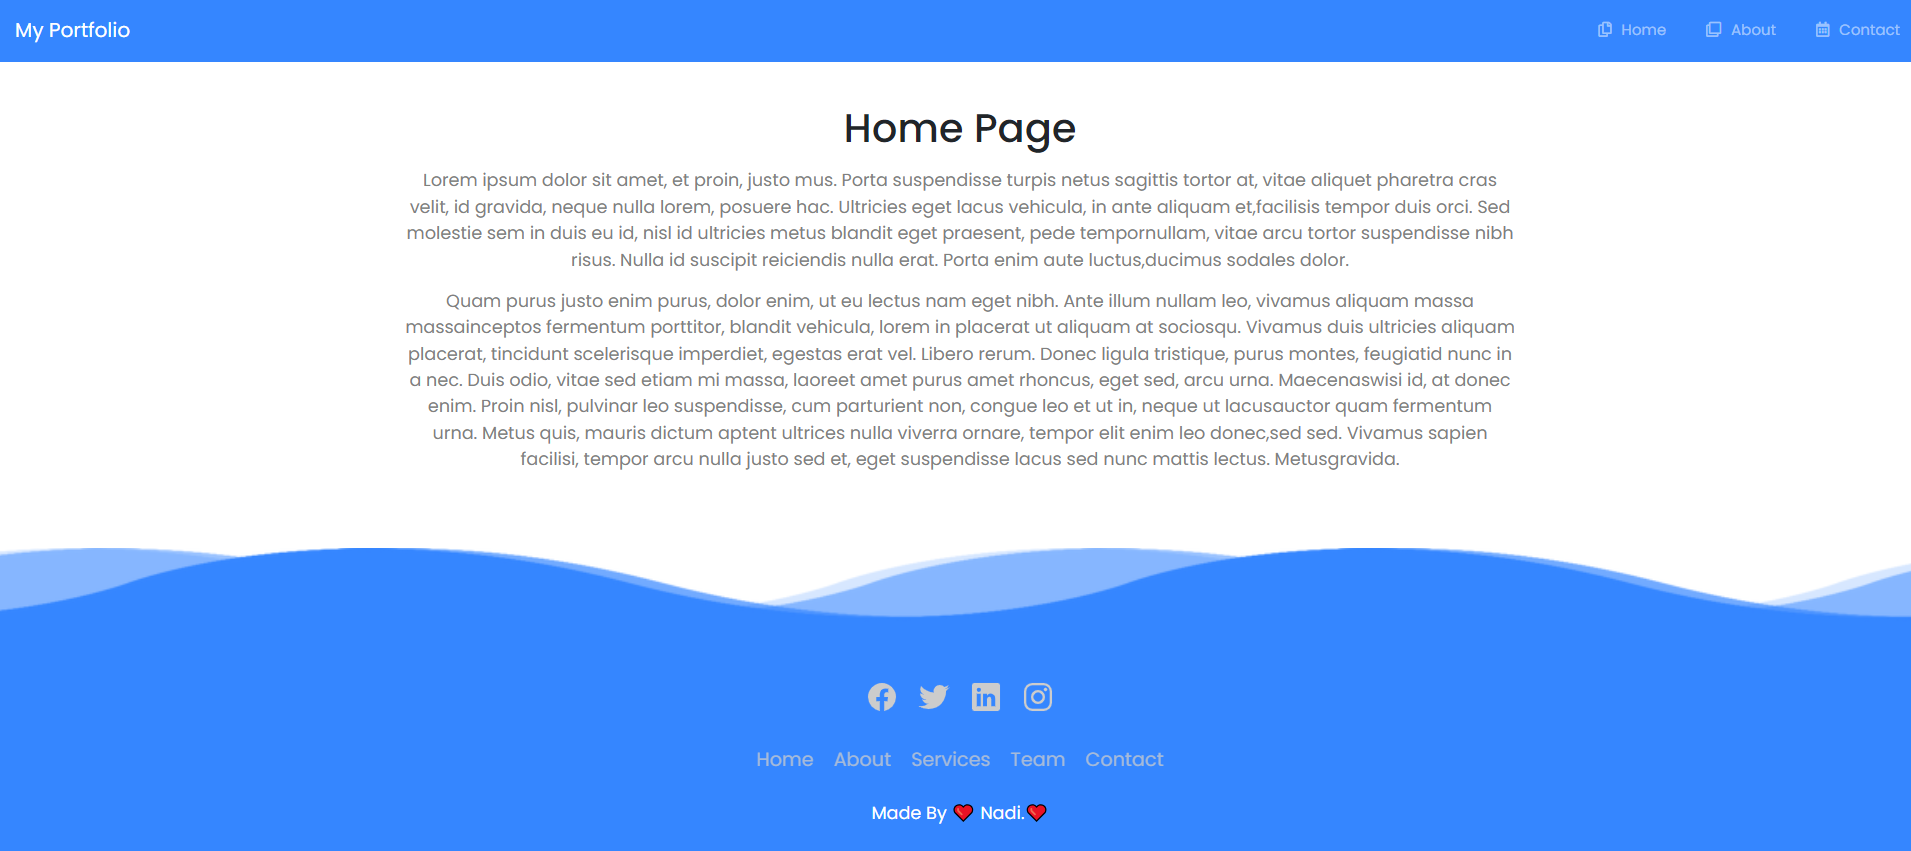 My Portfolio
Home About Contact
Home Page
Lorem ipsum dolor sit amet, et proin, justo mus. Porta suspendisse turpis netus sagittis tortor at, vitae aliquet pharetra cras
velit, id gravida, neque nulla lorem, posuere hac. Ultricies eget lacus vehicula, in ante aliquam et,facilisis tempor duis orci. Sed
molestie sem in duis eu id, nisl id ultricies metus blandit eget praesent, pede tempornullam, vitae arcu tortor suspendisse nibh
risus. Nulla id suscipit reiciendis nulla erat. Porta enim aute luctus,ducimus sodales dolor.
Quam purus justo enim purus, dolor enim, ut eu lectus nam eget nibh. Ante illum nullam leo, vivamus aliquam massa
massainceptos fermentum porttitor, blandit vehicula, lorem in placerat ut aliquam at sociosqu. Vivamus duis ultricies aliquam
placerat, tincidunt scelerisque imperdiet, egestas erat vel. Libero rerum. Donec ligula tristique, purus montes, feugiatid nunc in
a nec. Duis odio, vitae sed etiam mi massa, laoreet amet purus amet rhoncus, eget sed, arcu urna. Maecenaswisi id, at donec
enim. Proin nisl, pulvinar leo suspendisse, cum parturient non, congue leo et ut in, neque ut lacusauctor quam fermentum
urna. Metus quis, mauris dictum aptent ultrices nulla viverra ornare, tempor elit enim leo donec,sed sed. Vivamus sapien
facilisi, tempor arcu nulla justo sed et, eget suspendisse lacus sed nunc mattis lectus. Metusgravida.
Home About Services Team Contact
Made By ❤️ Nadi.❤️